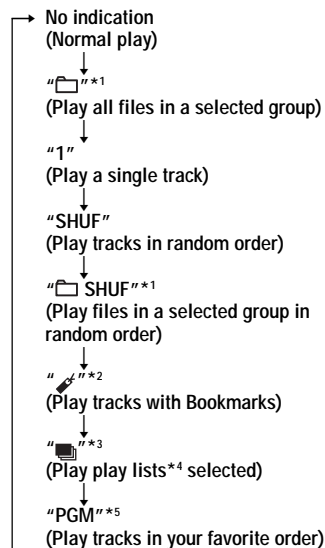 No indication
(Normal play)
“ ”*1
(Play all files in a selected group)
“1”
(Play a single track)
“SHUF”
(Play tracks in random order)
“ SHUF”*1
(Play files in a selected group in
random order)
“ ”*2
(Play tracks with Bookmarks)
“ ”*3
(Play play lists*4 selected)
“PGM”*5
(Play tracks in your favorite order)